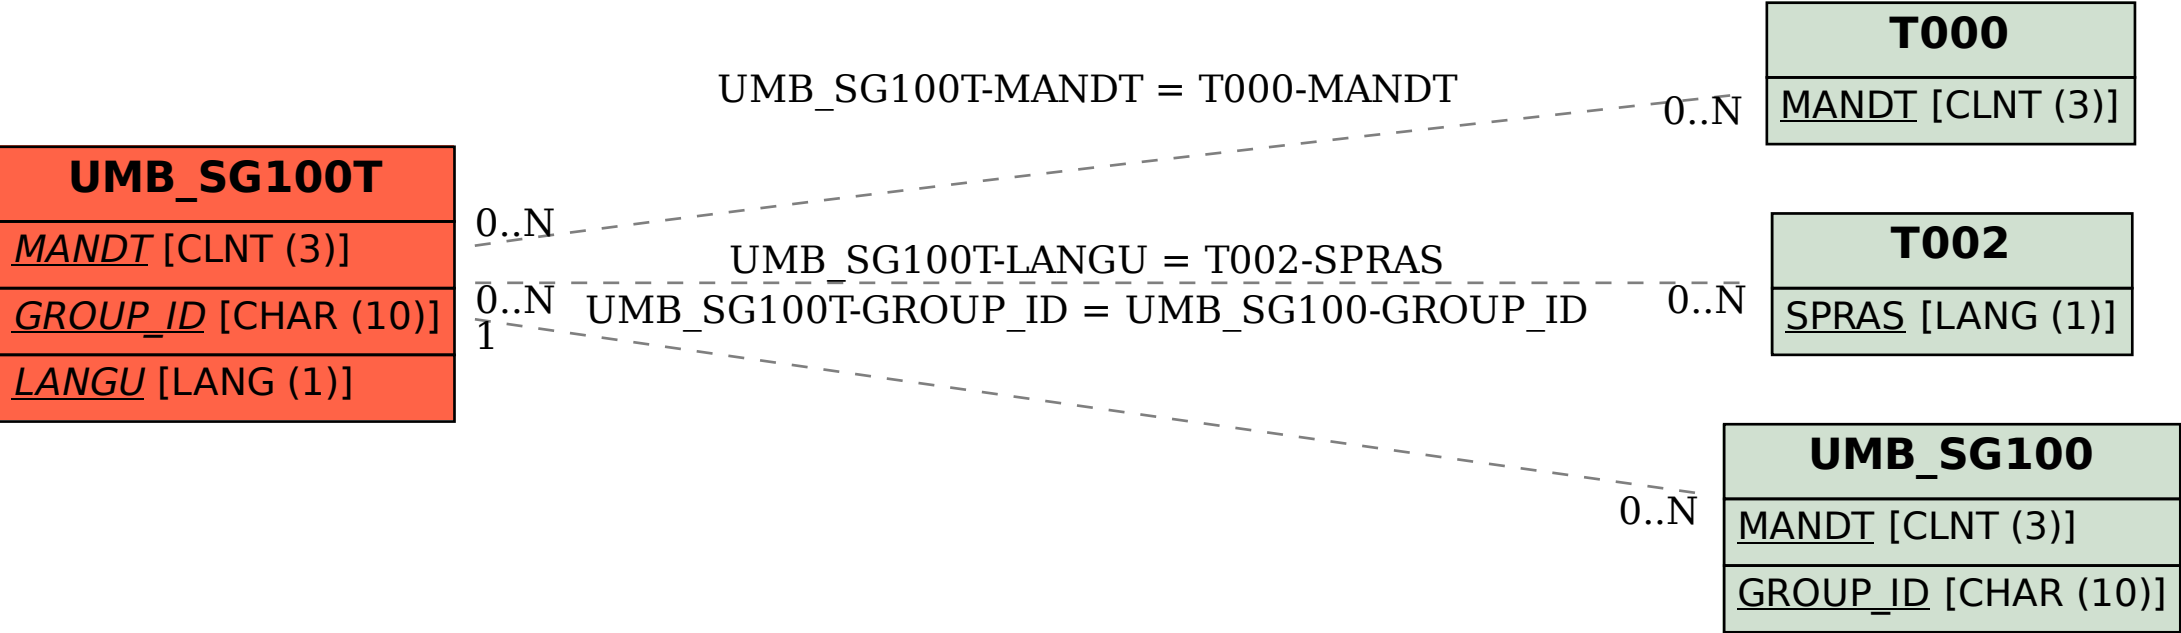 T000
MANDT [CLNT (3)]
UMB_SG100T-MANDT = T000-MANDT
0..N
UMB_SG100T
MANDT [CLNT (3)]
GROUP_ID [CHAR (10)]
LANGU [LANG (1)]
0..N
T002
SPRAS [LANG (1)]
UMB_SG100T-LANGU = T002-SPRAS
0..N
0..N
UMB_SG100T-GROUP_ID = UMB_SG100-GROUP_ID
1
0..N
UMB_SG100
MANDT [CLNT (3)]
GROUP_ID [CHAR (10)]